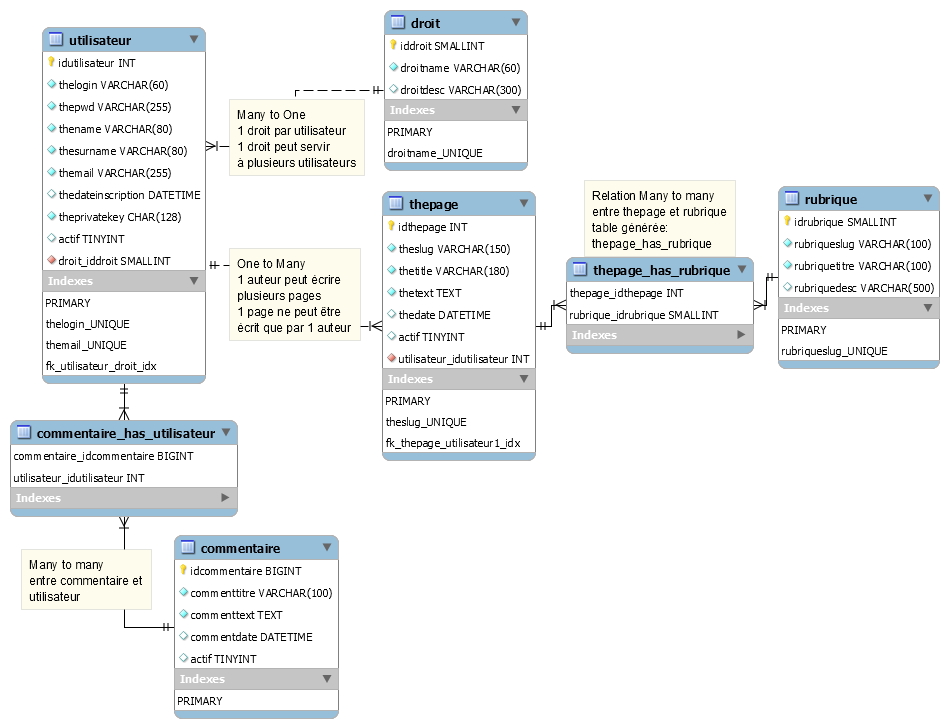 utilisateur
idutilisateur INT
thelogin VARCHAR(60)
thepwd VARCHAR(255)
thename VARCHAR(80)
thesurname VARCHAR(80)
themail VARCHAR(255)
thedateinscription DATETIME
theprivatekey CHAR(128)
actif TINYINT
droit_iddroit SMALLINT
Indexes
PRIMARY
thelogin_UNIQUE
themail_UNIQUE
fk_utilisateur_droit_idx
droit
iddroit SMALLINT
droitname VARCHAR(60)
droitdesc VARCHAR(300)
Indexes
PRIMARY
droitname_UNIQUE
Many to One
1 droit par utilisateur
1 droit peut servir
à plusieurs utilisateurs
One to Many
1 auteur peut écrire
plusieurs pages
1 page ne peut être
écrit que par 1 auteur
thepage
idthepage INT
theslug VARCHAR(150)
thetitle VARCHAR(180)
thetext TEXT
thedate DATETIME
actif TINYINT
utilisateur_idutilisateur INT
Indexes
PRIMARY
theslug_UNIQUE
fk_thepage_utilisateur1_idx
Relation Many to many
entre thepage et rubrique
table générée:
thepage_has_rubrique
thepage_has_rubrique
thepage_idthepage INT
rubrique_idrubrique SMALLINT
Indexes
rubrique
idrubrique SMALLINT
rubriqueslug VARCHAR(100)
rubriquetitre VARCHAR(100)
rubriquedesc VARCHAR(500)
Indexes
PRIMARY
rubriqueslug_UNIQUE
commentaire_has_utilisateur
commentaire_idcommentaire BIGINT
utilisateur_idutilisateur INT
Indexes
Many to many
entre commentaire et
utilisateur
commentaire
idcommentaire BIGINT
commenttitre VARCHAR(100)
commenttext TEXT
commentdate DATETIME
actif TINYINT
Indexes
PRIMARY